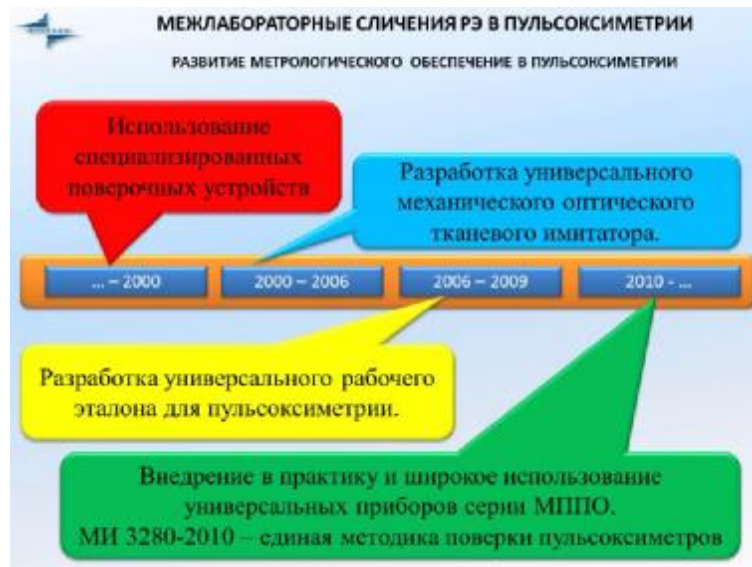 МЕЖЛАБОРАТОРНЫЕ СЛИЧЕНИЯ РЭ В ПУЛЬСОКСИМЕТРИИ
РАЗВИТИЕ МЕТРОЛОГИЧЕСКОГО ОБЕСПЕЧЕНИЕ В ПУЛЬСОКСИМЕТРИИ
Использование
специализированных
поверочных устройств
Разработка универсального
механического оптического
тканевого имитатора.
... – 2000
2000 – 2006
2006 – 2009
2010 - ...
Разработка универсального рабочего
эталона для пульсоксиметрии.
Внедрение в практику и широкое использование
универсальных приборов серии МППО.
МИ 3280-2010 – единая методика поверки пульсоксиметров